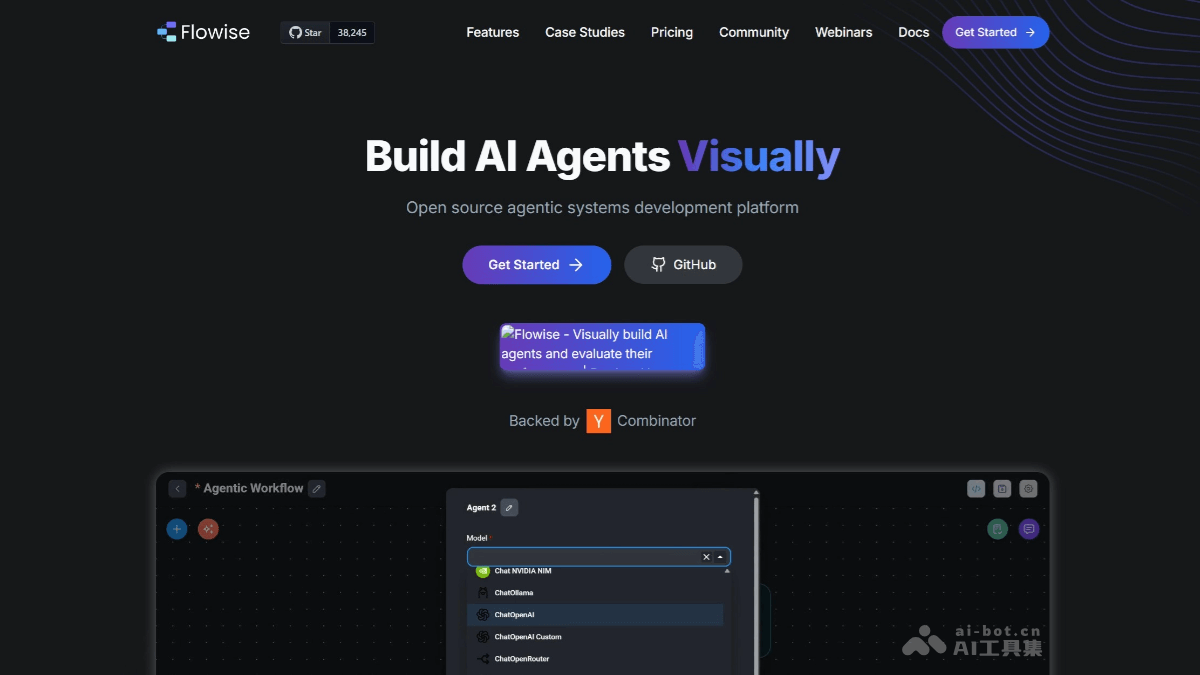 Flowise
Star 38,245
Features Case Studies Pricing Community Webinars Docs Get Started
Build AI Agents Visually
Open source agentic systems development platform
Get Started GitHub
Flowise - Visually build AI
agents and evaluate their
Backed by Y Combinator
* Agentic Workflow
Agent 2
Model *
Chat NVIDIA NIM
ChatOllama
ChatOpenAI
ChatOpenAI Custom
ChatOpenRouter
ai-bot.cn
AI工具集